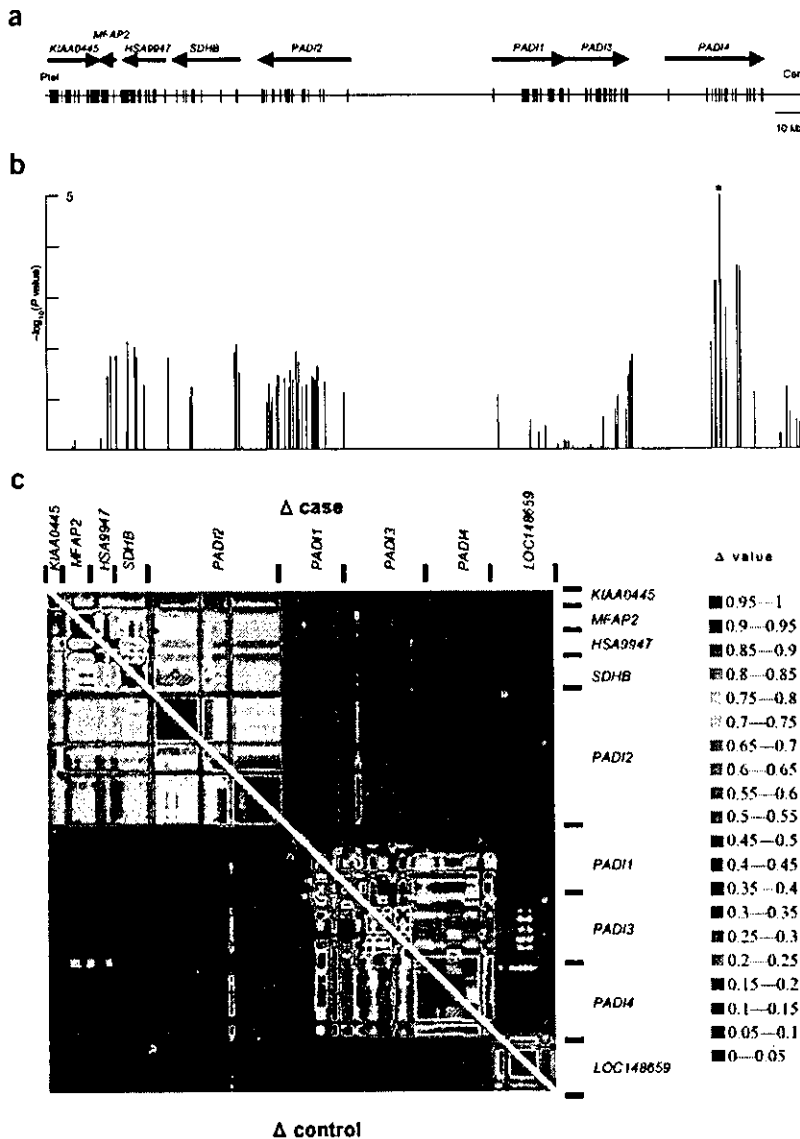 a
MFAP2
KIAA0445 HSA9947 SDHB PADI2 PADI1 PADI3 PADI4
Ptel Cen
10 kb
b
5
*
−log10(P value)
c
Δ case
KIAA0445 MFAP2 HSA9947 SDHB PADI2 PADI1 PADI3 PADI4 LOC148659
KIAA0445
MFAP2
HSA9947
SDHB
PADI2
PADI1
PADI3
PADI4
LOC148659
Δ control
Δ value
0.95—1
0.9—0.95
0.85—0.9
0.8—0.85
0.75—0.8
0.7—0.75
0.65—0.7
0.6—0.65
0.55—0.6
0.5—0.55
0.45—0.5
0.4—0.45
0.35—0.4
0.3—0.35
0.25—0.3
0.2—0.25
0.15—0.2
0.1—0.15
0.05—0.1
0—0.05